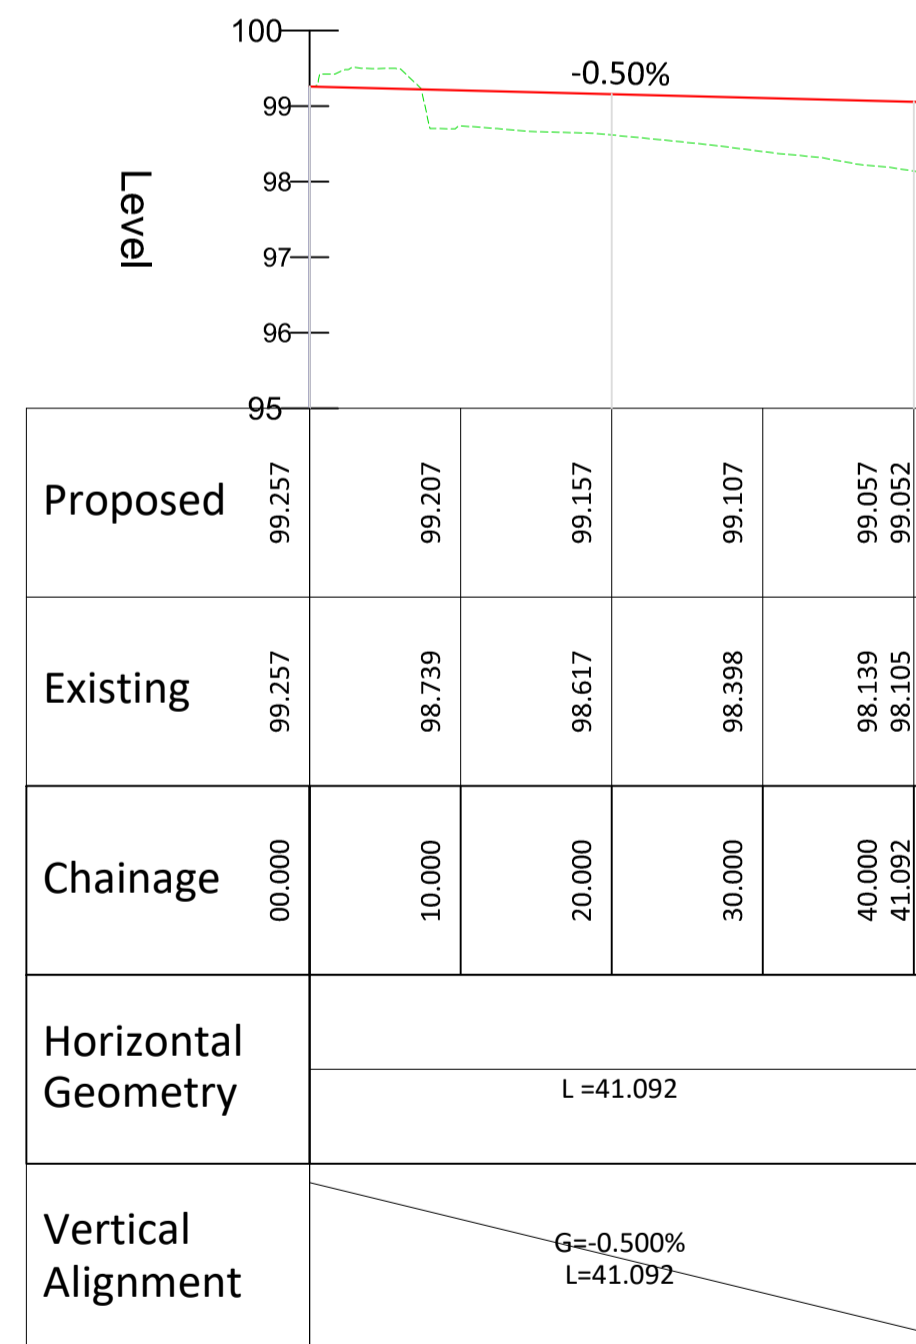 100
-0.50%
99
98
Level
97
96
95
Proposed 99.257 99.207 99.157 99.107 99.057 99.052
Existing 99.257 98.739 98.617 98.398 98.139 98.105
Chainage 00.000 10.000 20.000 30.000 40.000 41.092
Horizontal
Geometry
L =41.092
Vertical
Alignment
G=-0.500%
L=41.092